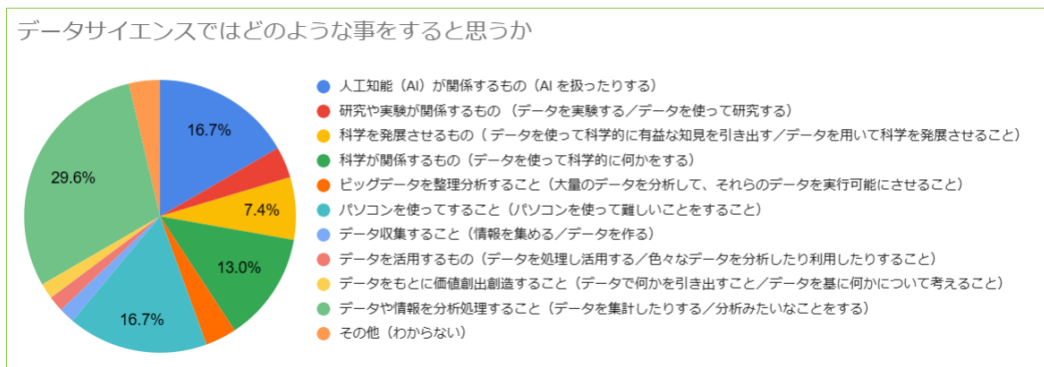 データサイエンスではどのような事をすると思うか
16.7%
29.6%
7.4%
13.0%
16.7%
人工知能（AI）が関係するもの（AI を扱ったりする）
研究や実験が関係するもの （データを実験する／データを使って研究する）
科学を発展させるもの（ データを使って科学的に有益な知見を引き出す／データを用いて科学を発展させること）
科学が関係するもの（データを使って科学的に何かをする）
ビッグデータを整理分析すること（大量のデータを分析して、それらのデータを実行可能にさせること）
パソコンを使ってすること（パソコンを使って難しいことをすること）
データ収集すること（情報を集める／データを作る）
データを活用するもの（データを処理し活用する／色々なデータを分析したり利用したりすること）
データをもとに価値創出創造すること（データで何かを引き出すこと／データを基に何かについて考えること）
データや情報を分析処理すること（データを集計したりする／分析みたいなことをする）
その他（わからない）